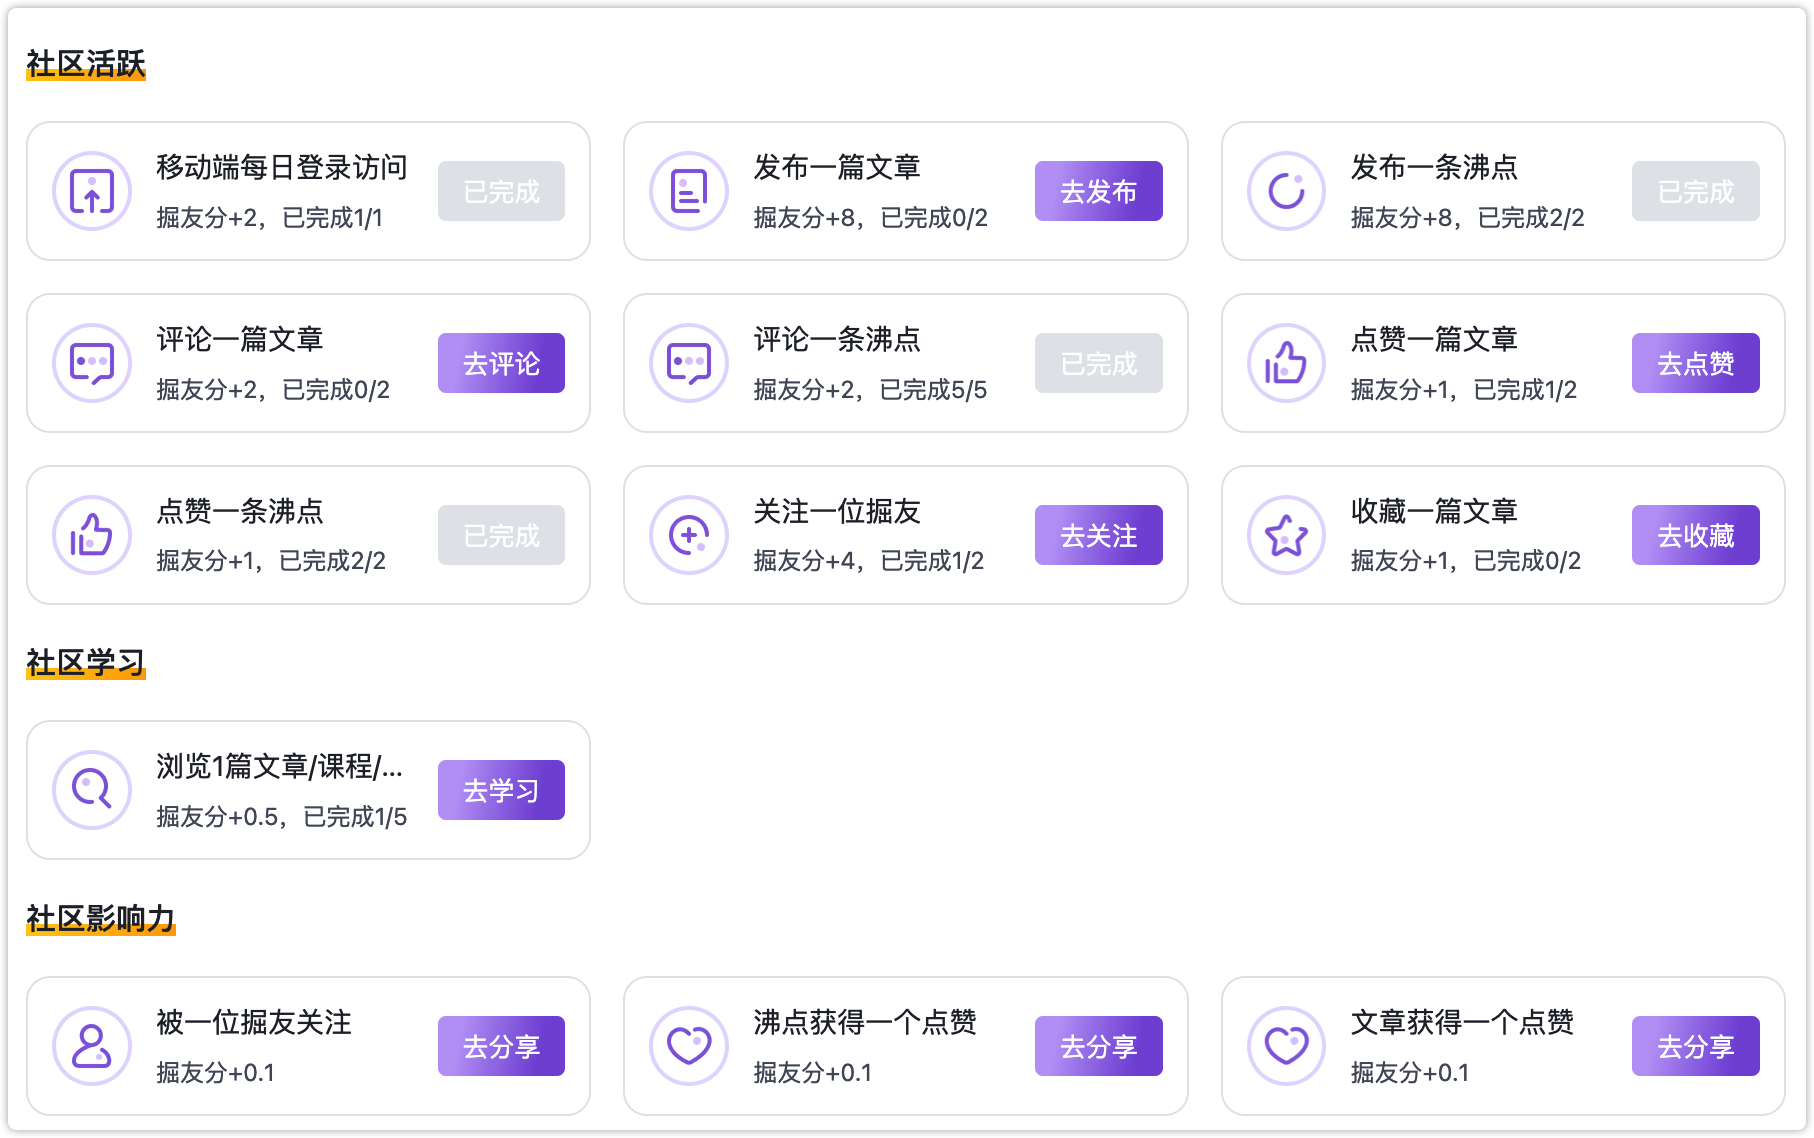 社区活跃
移动端每日登录访问
掘友分+2，已完成1/1
已完成
发布一篇文章
掘友分+8，已完成0/2
去发布
发布一条沸点
掘友分+8，已完成2/2
已完成
评论一篇文章
掘友分+2，已完成0/2
去评论
评论一条沸点
掘友分+2，已完成5/5
已完成
点赞一篇文章
掘友分+1，已完成1/2
去点赞
点赞一条沸点
掘友分+1，已完成2/2
已完成
关注一位掘友
掘友分+4，已完成1/2
去关注
收藏一篇文章
掘友分+1，已完成0/2
去收藏
社区学习
浏览1篇文章/课程/...
掘友分+0.5，已完成1/5
去学习
社区影响力
被一位掘友关注
掘友分+0.1
去分享
沸点获得一个点赞
掘友分+0.1
去分享
文章获得一个点赞
掘友分+0.1
去分享